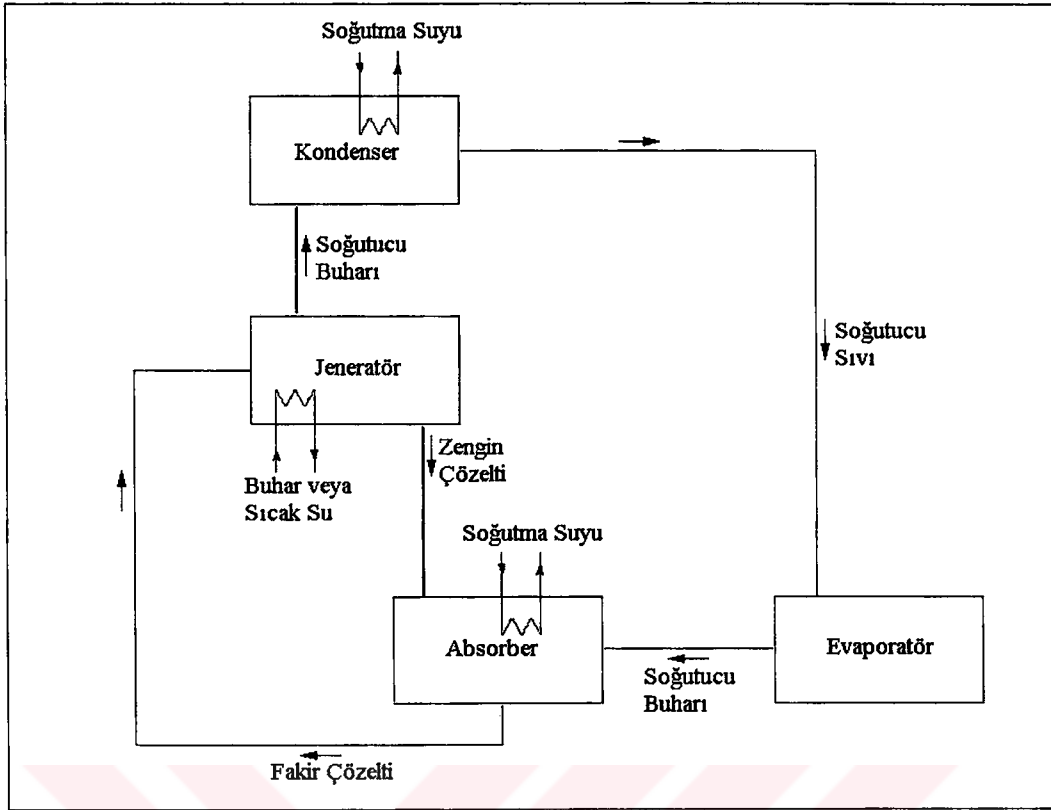 Soğutma Suyu
Kondenser
Soğutucu
Buharı
Soğutucu
Sıvı
Jeneratör
Zengin
Çözelti
Buhar veya
Sıcak Su
Soğutma Suyu
Absorber
Evaporatör
Soğutucu
Buharı
Fakir Çözelti